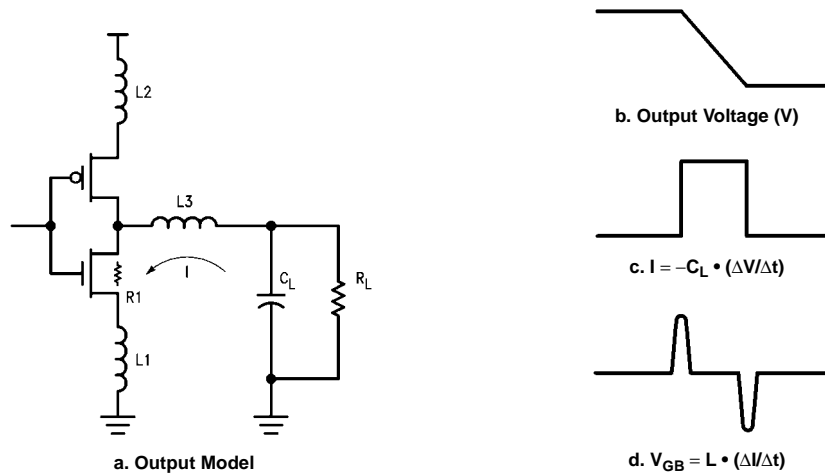 L2
L3
I
C_L
R_L
R1
L1
a. Output Model
b. Output Voltage (V)
c. I = −C_L • (ΔV/Δt)
d. V_GB = L • (ΔI/Δt)